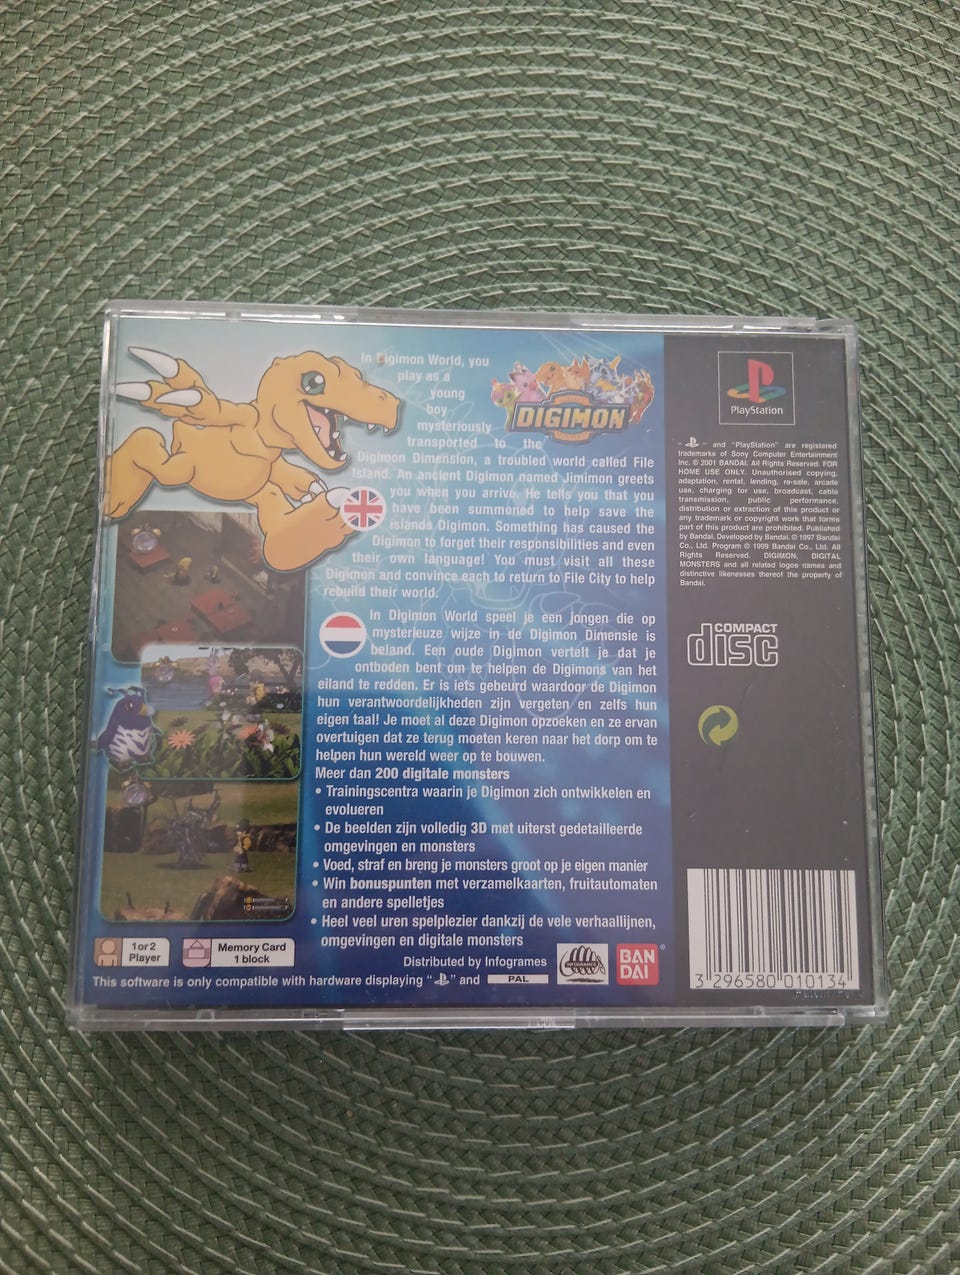 In Digimon World, you
play as a
young
boy
mysteriously
transported to the
Digimon Dimension, a troubled world called File
Island. An ancient Digimon named Jimimon greets
you when you arrive. He tells you that you
have been summoned to help save the
islands Digimon. Something has caused the
Digimon to forget their responsibilities and even
their own language! You must visit all these
Digimon and convince each to return to File City to help
rebuild their world.
DIGIMON
In Digimon World speel je een jongen die op
mysterieuze wijze in de Digimon Dimensie is
beland. Een oude Digimon vertelt je dat je
ontboden bent om te helpen de Digimons van het
eiland te redden. Er is iets gebeurd waardoor de Digimon
hun verantwoordelijkheden zijn vergeten en zelfs hun
eigen taal! Je moet al deze Digimon opzoeken en ze ervan
overtuigen dat ze terug moeten keren naar het dorp om te
helpen hun wereld weer op te bouwen.
Meer dan 200 digitale monsters
• Trainingscentra waarin je Digimon zich ontwikkelen en
evolueren
• De beelden zijn volledig 3D met uiterst gedetailleerde
omgevingen en monsters
• Voed, straf en breng je monsters groot op je eigen manier
• Win bonuspunten met verzamelkaarten, fruitautomaten
en andere spelletjes
• Heel veel uren spelplezier dankzij de vele verhaallijnen,
omgevingen en digitale monsters
1 or 2
Player
Memory Card
1 block
Distributed by Infogrames
INFOGRAMES
BAN
DAI
®
This software is only compatible with hardware displaying " " and PAL
PlayStation
" " and "PlayStation" are registered
trademarks of Sony Computer Entertainment
Inc. © 2001 BANDAI. All Rights Reserved. FOR
HOME USE ONLY. Unauthorised copying,
adaptation, rental, lending, re-sale, arcade
use, charging for use, broadcast, cable
transmission, public performance,
distribution or extraction of this product or
any trademark or copyright work that forms
part of this product are prohibited. Published
by Bandai. Developed by Bandai. © 1997 Bandai
Co., Ltd. Program © 1999 Bandai Co., Ltd. All
Rights Reserved. DIGIMON, DIGITAL
MONSTERS and all related logos names and
distinctive likenesses thereof the property of
Bandai.
COMPACT
disc
3 296580 010134